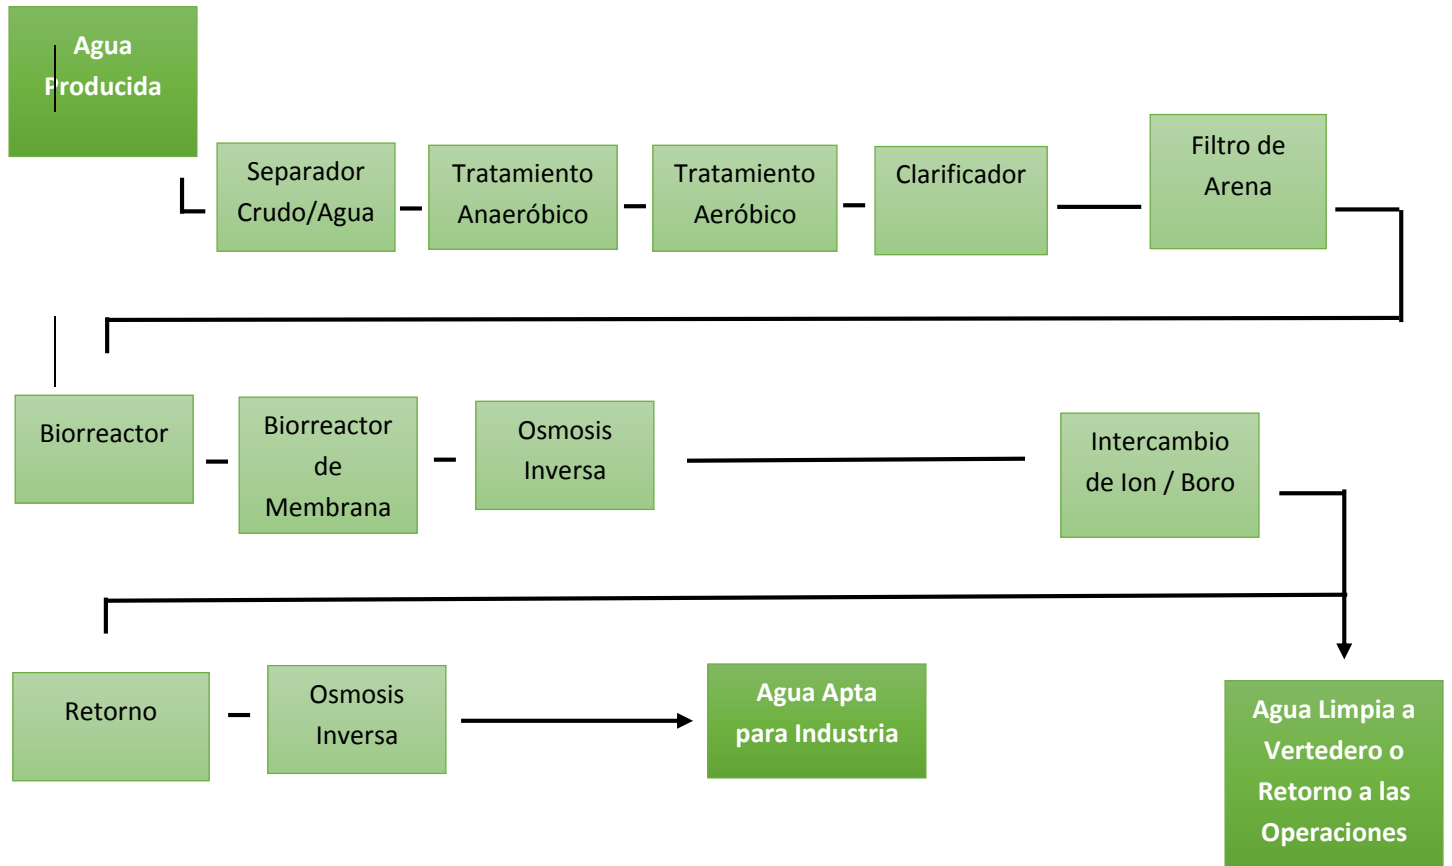 Agua
Producida
Separador
Crudo/Agua
Tratamiento
Anaeróbico
Tratamiento
Aeróbico
Clarificador
Filtro de
Arena
Biorreactor
Biorreactor
de
Membrana
Osmosis
Inversa
Intercambio
de Ion / Boro
Retorno
Osmosis
Inversa
Agua Apta
para Industria
Agua Limpia a
Vertedero o
Retorno a las
Operaciones